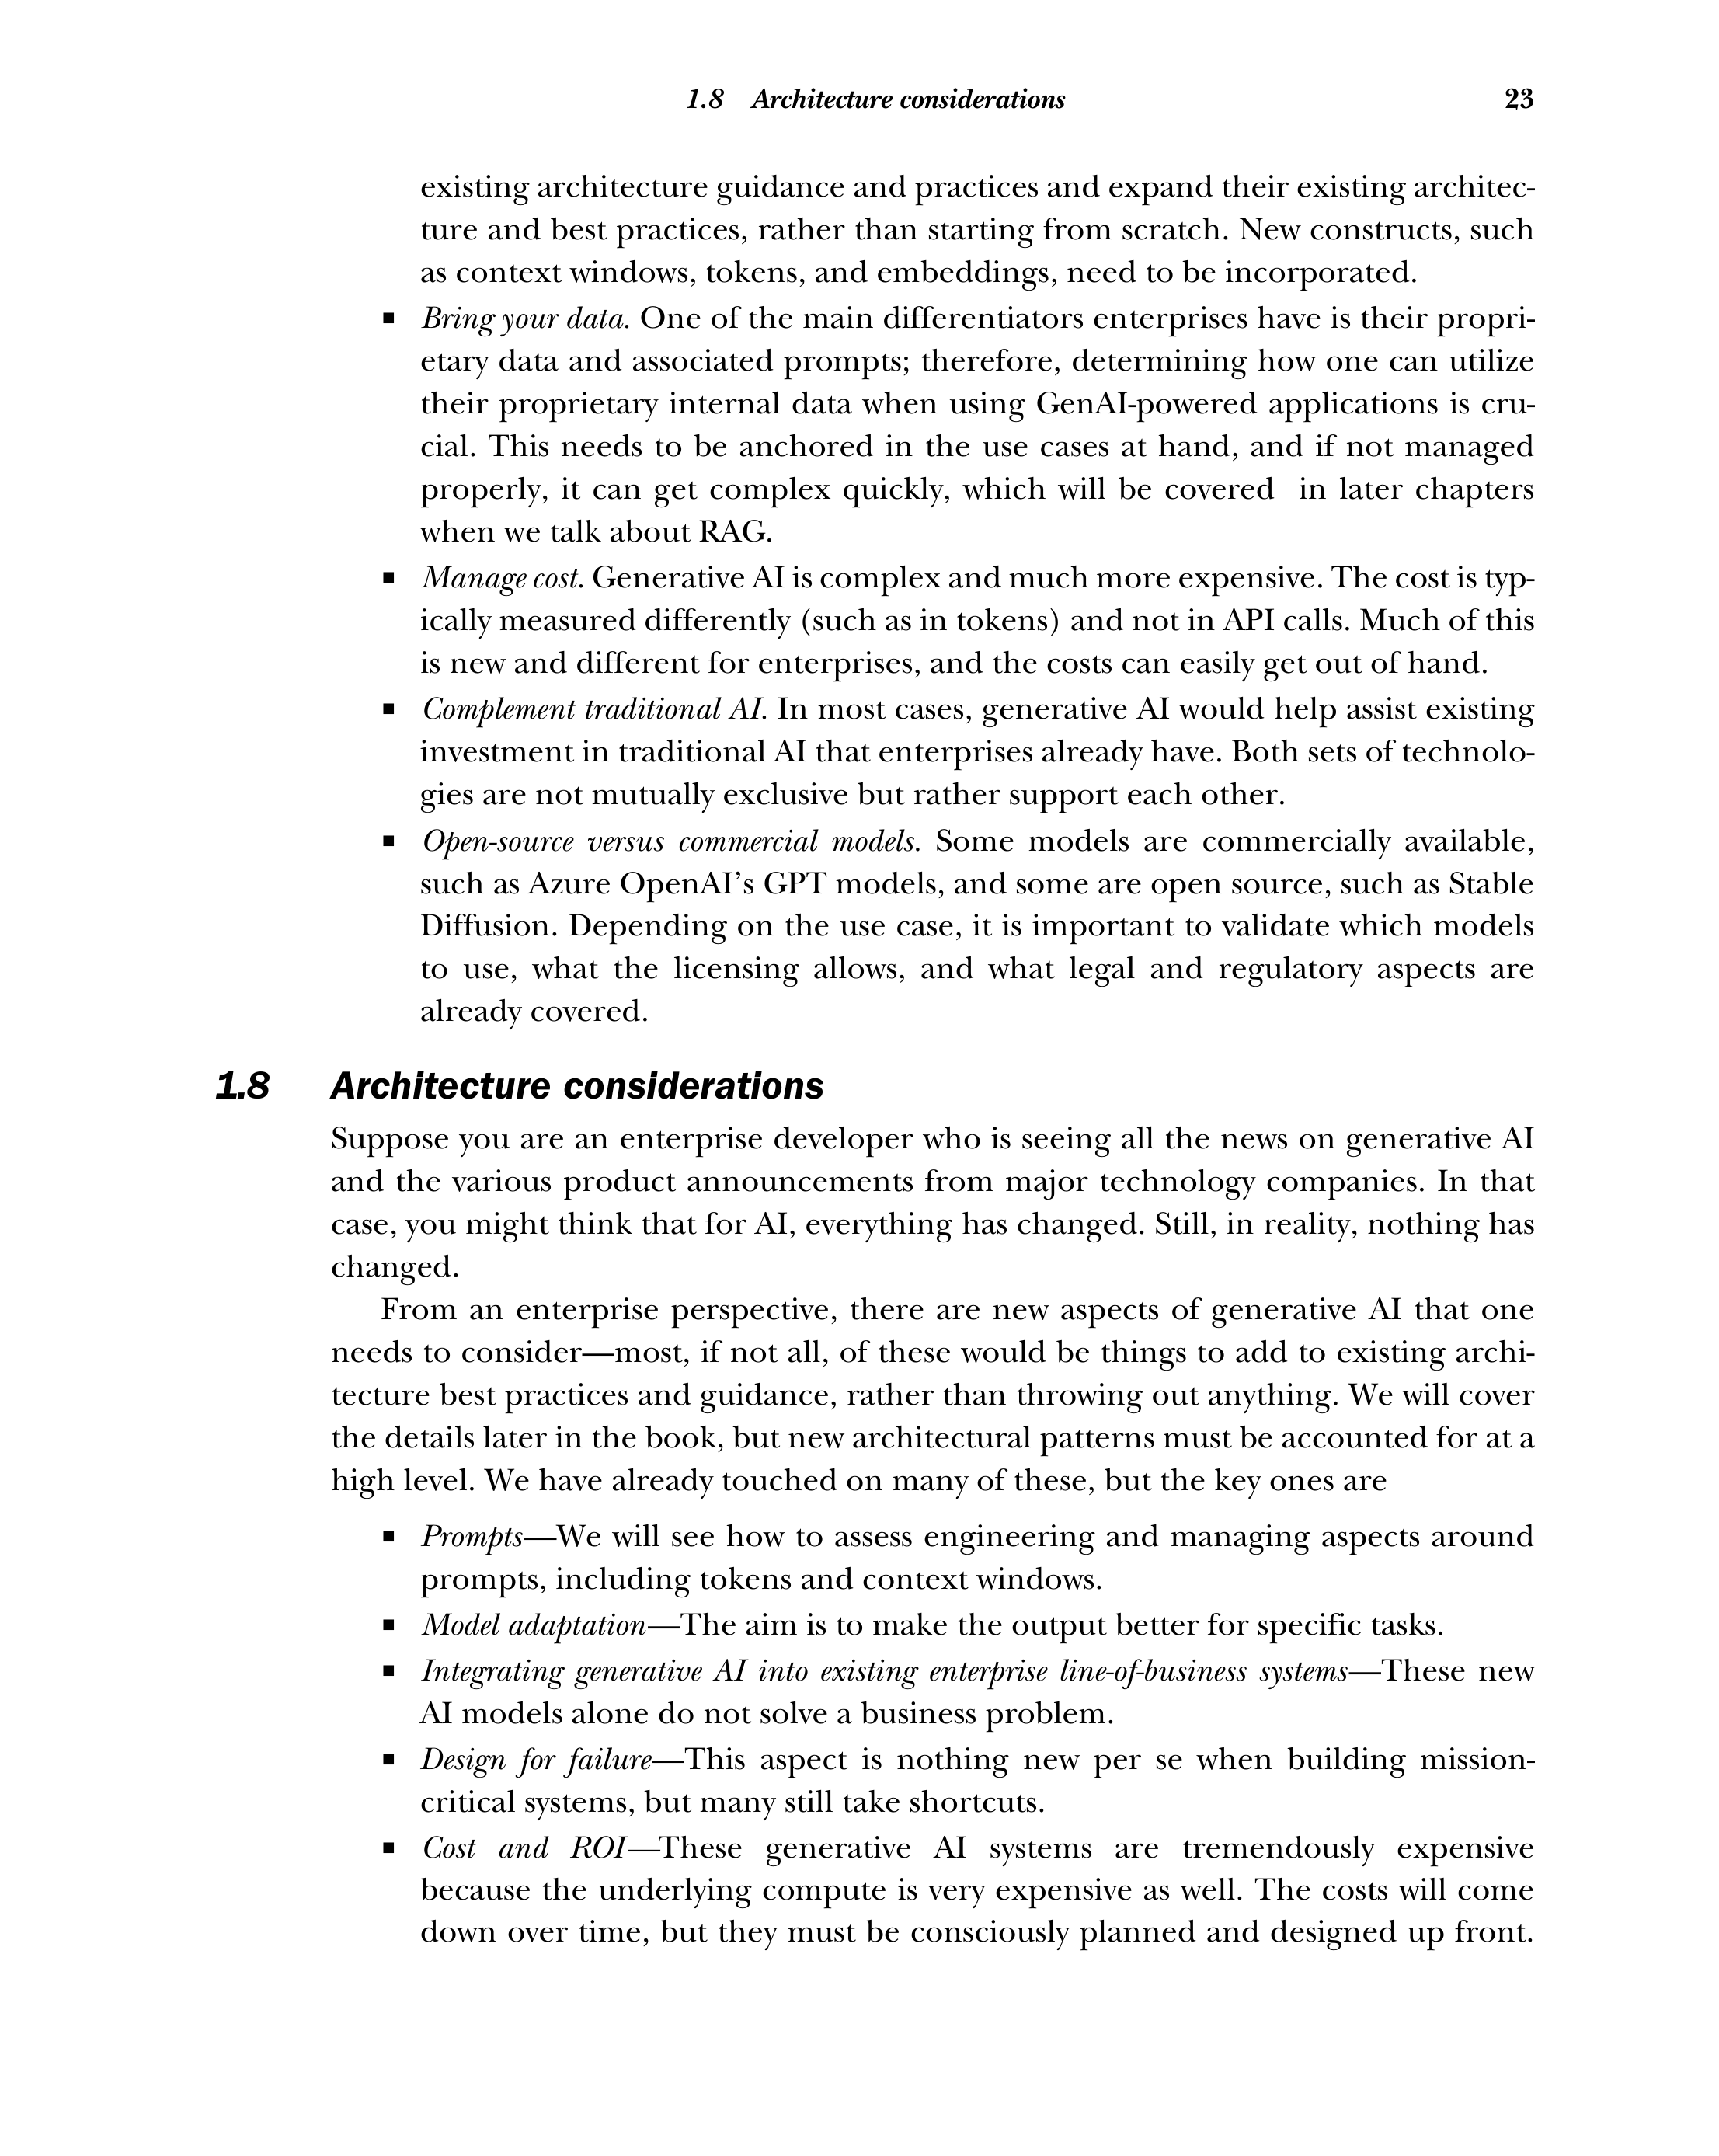 1.8 Architecture considerations 23
existing architecture guidance and practices and expand their existing architec-
ture and best practices, rather than starting from scratch. New constructs, such
as context windows, tokens, and embeddings, need to be incorporated.
■ Bring your data. One of the main differentiators enterprises have is their propri-
etary data and associated prompts; therefore, determining how one can utilize
their proprietary internal data when using GenAI-powered applications is cru-
cial. This needs to be anchored in the use cases at hand, and if not managed
properly, it can get complex quickly, which will be covered in later chapters
when we talk about RAG.
■ Manage cost. Generative AI is complex and much more expensive. The cost is typ-
ically measured differently (such as in tokens) and not in API calls. Much of this
is new and different for enterprises, and the costs can easily get out of hand.
■ Complement traditional AI. In most cases, generative AI would help assist existing
investment in traditional AI that enterprises already have. Both sets of technolo-
gies are not mutually exclusive but rather support each other.
■ Open-source versus commercial models. Some models are commercially available,
such as Azure OpenAI’s GPT models, and some are open source, such as Stable
Diffusion. Depending on the use case, it is important to validate which models
to use, what the licensing allows, and what legal and regulatory aspects are
already covered.
1.8 Architecture considerations
Suppose you are an enterprise developer who is seeing all the news on generative AI
and the various product announcements from major technology companies. In that
case, you might think that for AI, everything has changed. Still, in reality, nothing has
changed.
From an enterprise perspective, there are new aspects of generative AI that one
needs to consider—most, if not all, of these would be things to add to existing archi-
tecture best practices and guidance, rather than throwing out anything. We will cover
the details later in the book, but new architectural patterns must be accounted for at a
high level. We have already touched on many of these, but the key ones are
■ Prompts—We will see how to assess engineering and managing aspects around
prompts, including tokens and context windows.
■ Model adaptation—The aim is to make the output better for specific tasks.
■ Integrating generative AI into existing enterprise line-of-business systems—These new
AI models alone do not solve a business problem.
■ Design for failure—This aspect is nothing new per se when building mission-
critical systems, but many still take shortcuts.
■ Cost and ROI—These generative AI systems are tremendously expensive
because the underlying compute is very expensive as well. The costs will come
down over time, but they must be consciously planned and designed up front.